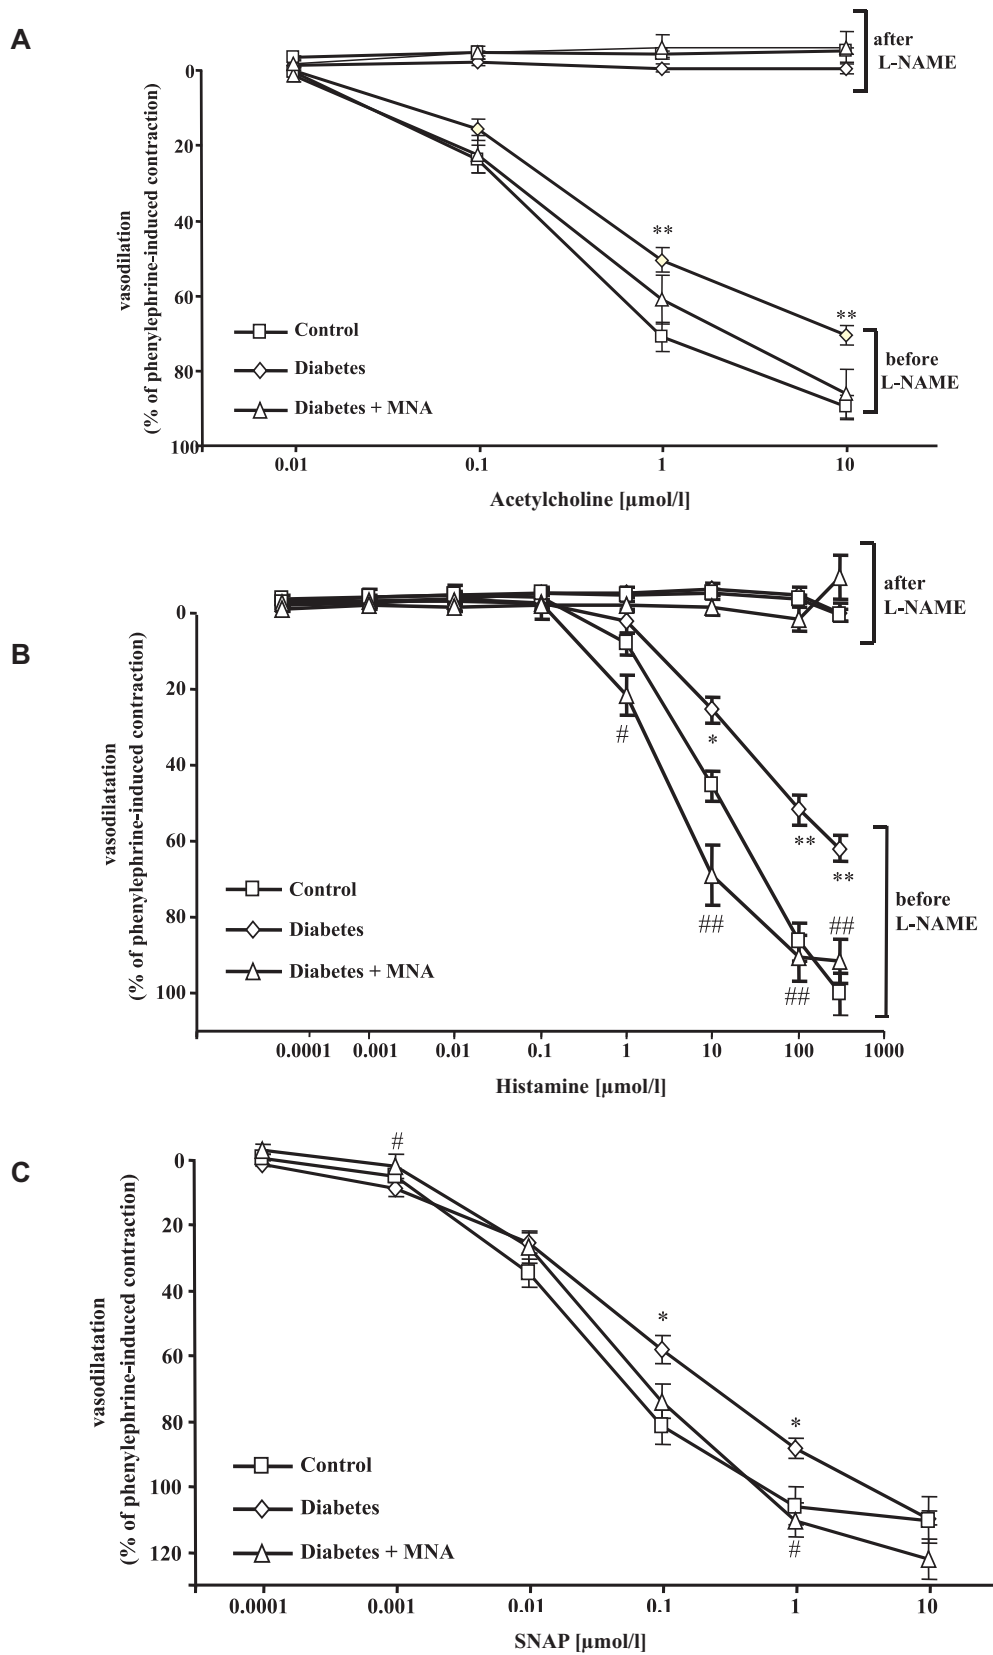 A
after
L-NAME
0
20
40
60
80
100
vasodilation
(% of phenylephrine-induced contraction)
**
**
Control
Diabetes
Diabetes + MNA
before
L-NAME
0.01 0.1 1 10
Acetylcholine [µmol/l]
B
after
L-NAME
0
20
40
60
80
100
vasodilatation
(% of phenylephrine-induced contraction)
#
*
**
**
##
##
##
Control
Diabetes
Diabetes + MNA
before
L-NAME
0.0001 0.001 0.01 0.1 1 10 100 1000
Histamine [µmol/l]
C
#
0
20
40
60
80
100
120
vasodilatation
(% of phenylephrine-induced contraction)
*
*
#
Control
Diabetes
Diabetes + MNA
0.0001 0.001 0.01 0.1 1 10
SNAP [µmol/l]